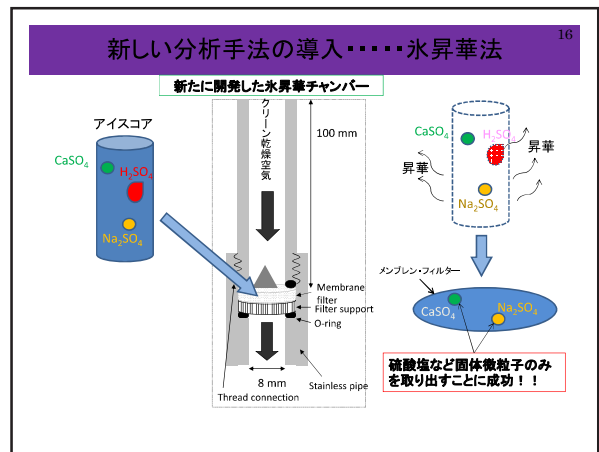 16
新しい分析手法の導入・・・・・氷昇華法
新たに開発した氷昇華チャンバー
アイスコア
CaSO4
H2SO4
Na2SO4
クリーン乾燥空気
100 mm
Membrane
filter
Filter support
O-ring
8 mm
Stainless pipe
Thread connection
CaSO4
H2SO4
昇華
昇華
Na2SO4
メンブレン・フィルター
CaSO4
Na2SO4
硫酸塩など固体微粒子のみ
を取り出すことに成功！！